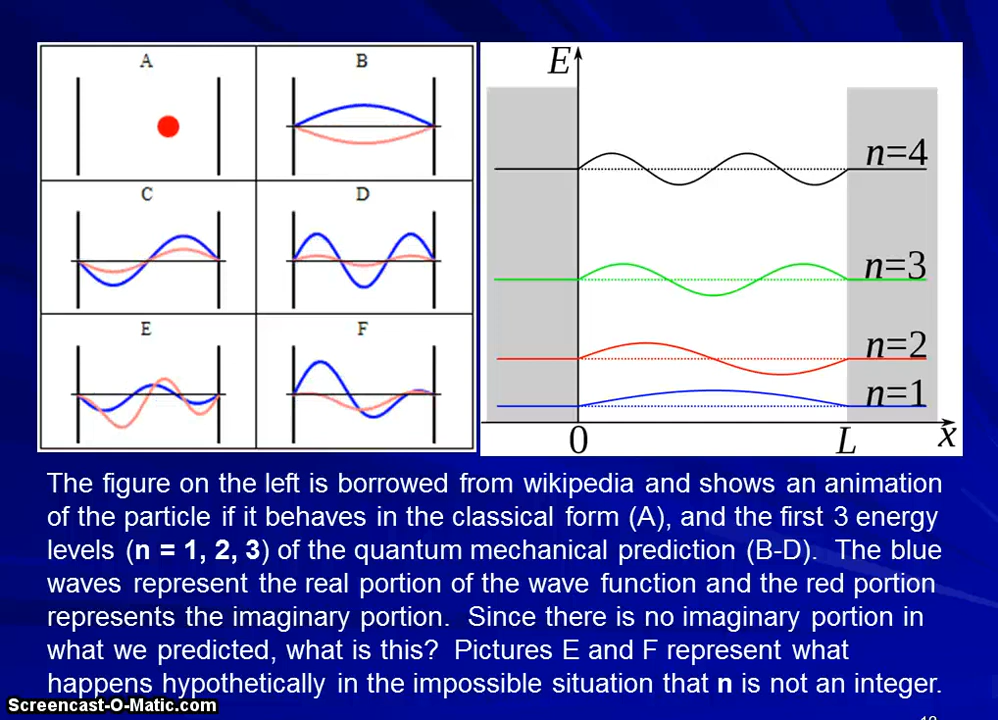 A
B
C
D
E
F
E
n=4
n=3
n=2
n=1
0
L
x
The figure on the left is borrowed from wikipedia and shows an animation
of the particle if it behaves in the classical form (A), and the first 3 energy
levels (n = 1, 2, 3) of the quantum mechanical prediction (B-D). The blue
waves represent the real portion of the wave function and the red portion
represents the imaginary portion. Since there is no imaginary portion in
what we predicted, what is this? Pictures E and F represent what
happens hypothetically in the impossible situation that n is not an integer.
Screencast-O-Matic.com